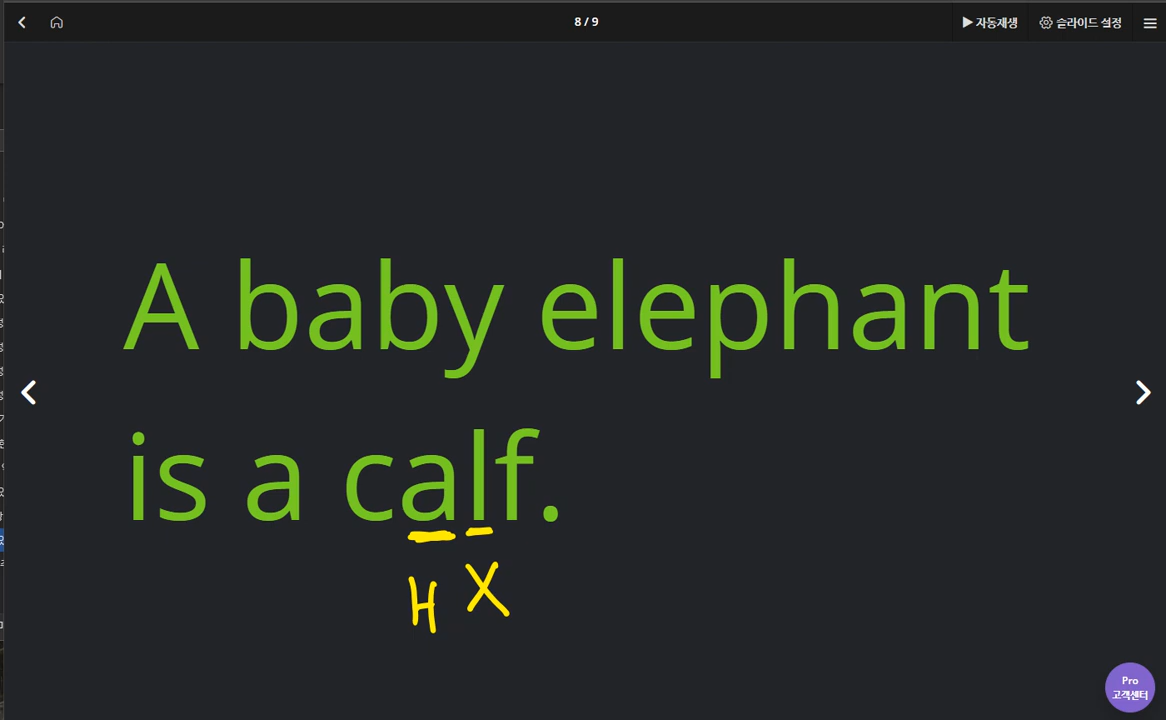 8 / 9
▶ 자동재생
슬라이드 설정
A baby elephant
is a calf.
H X
Pro
고객센터